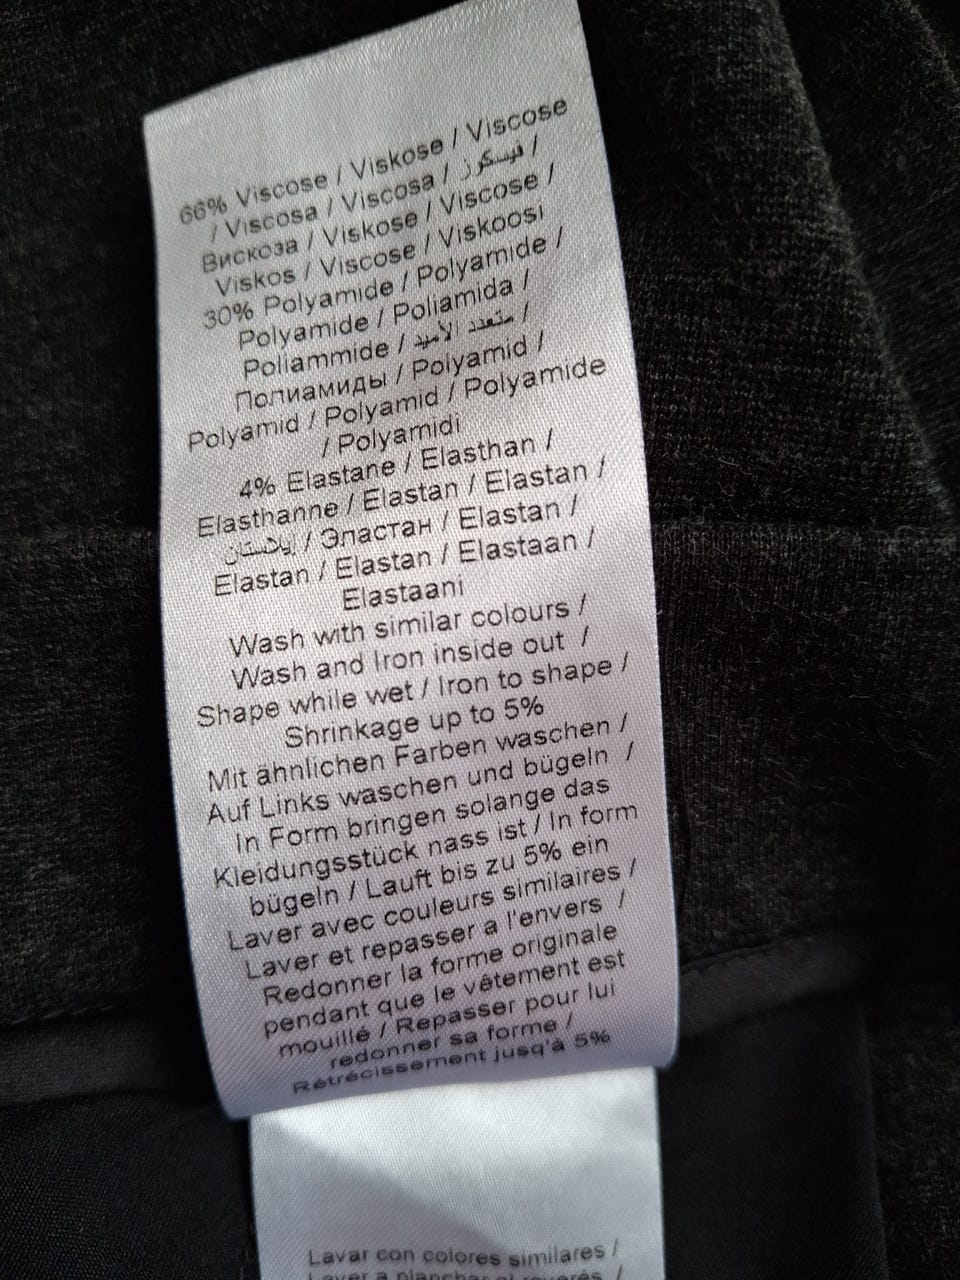 66% Viscose / Viskose / Viscose
/ Viscosa / Viscosa / فيسكوز /
Вискоза / Viskose / Viscose /
Viskos / Viscose / Viskoosi
30% Polyamide / Polyamide /
Polyamide / Poliamida /
Poliammide / متعدد الأميد /
Полиамиды / Polyamid /
Polyamid / Polyamid / Polyamide
/ Polyamidi
4% Elastane / Elasthan /
Elasthanne / Elastan / Elastan /
إيلاستان / Эластан / Elastan /
Elastan / Elastan / Elastaan /
Elastaani
Wash with similar colours /
Wash and Iron inside out /
Shape while wet / Iron to shape /
Shrinkage up to 5%
Mit ähnlichen Farben waschen /
Auf Links waschen und bügeln /
In Form bringen solange das
Kleidungsstück nass ist / In form
bügeln / Lauft bis zu 5% ein
Laver avec couleurs similaires /
Laver et repasser a l'envers /
Redonner la forme originale
pendant que le vêtement est
mouillé / Repasser pour lui
redonner sa forme /
Rétrécissement jusqu'à 5%
Lavar con colores similares /